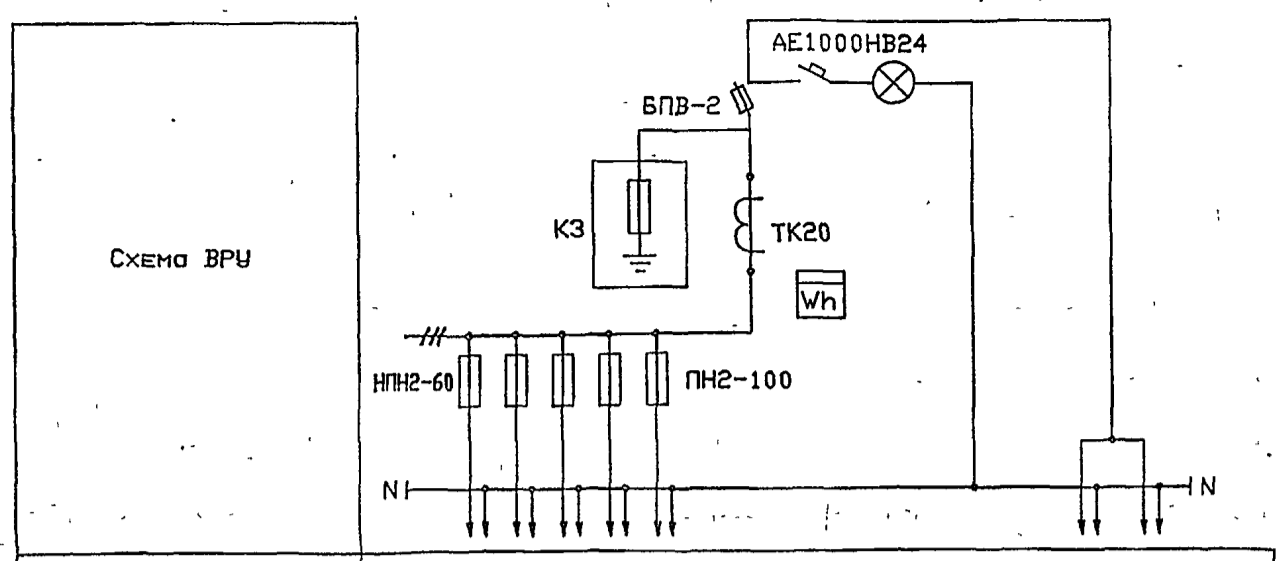 АЕ1000НВ24
БПВ-2
КЗ
ТК20
Схема ВРУ
Wh
НПН2-60
ПН2-100
N
N